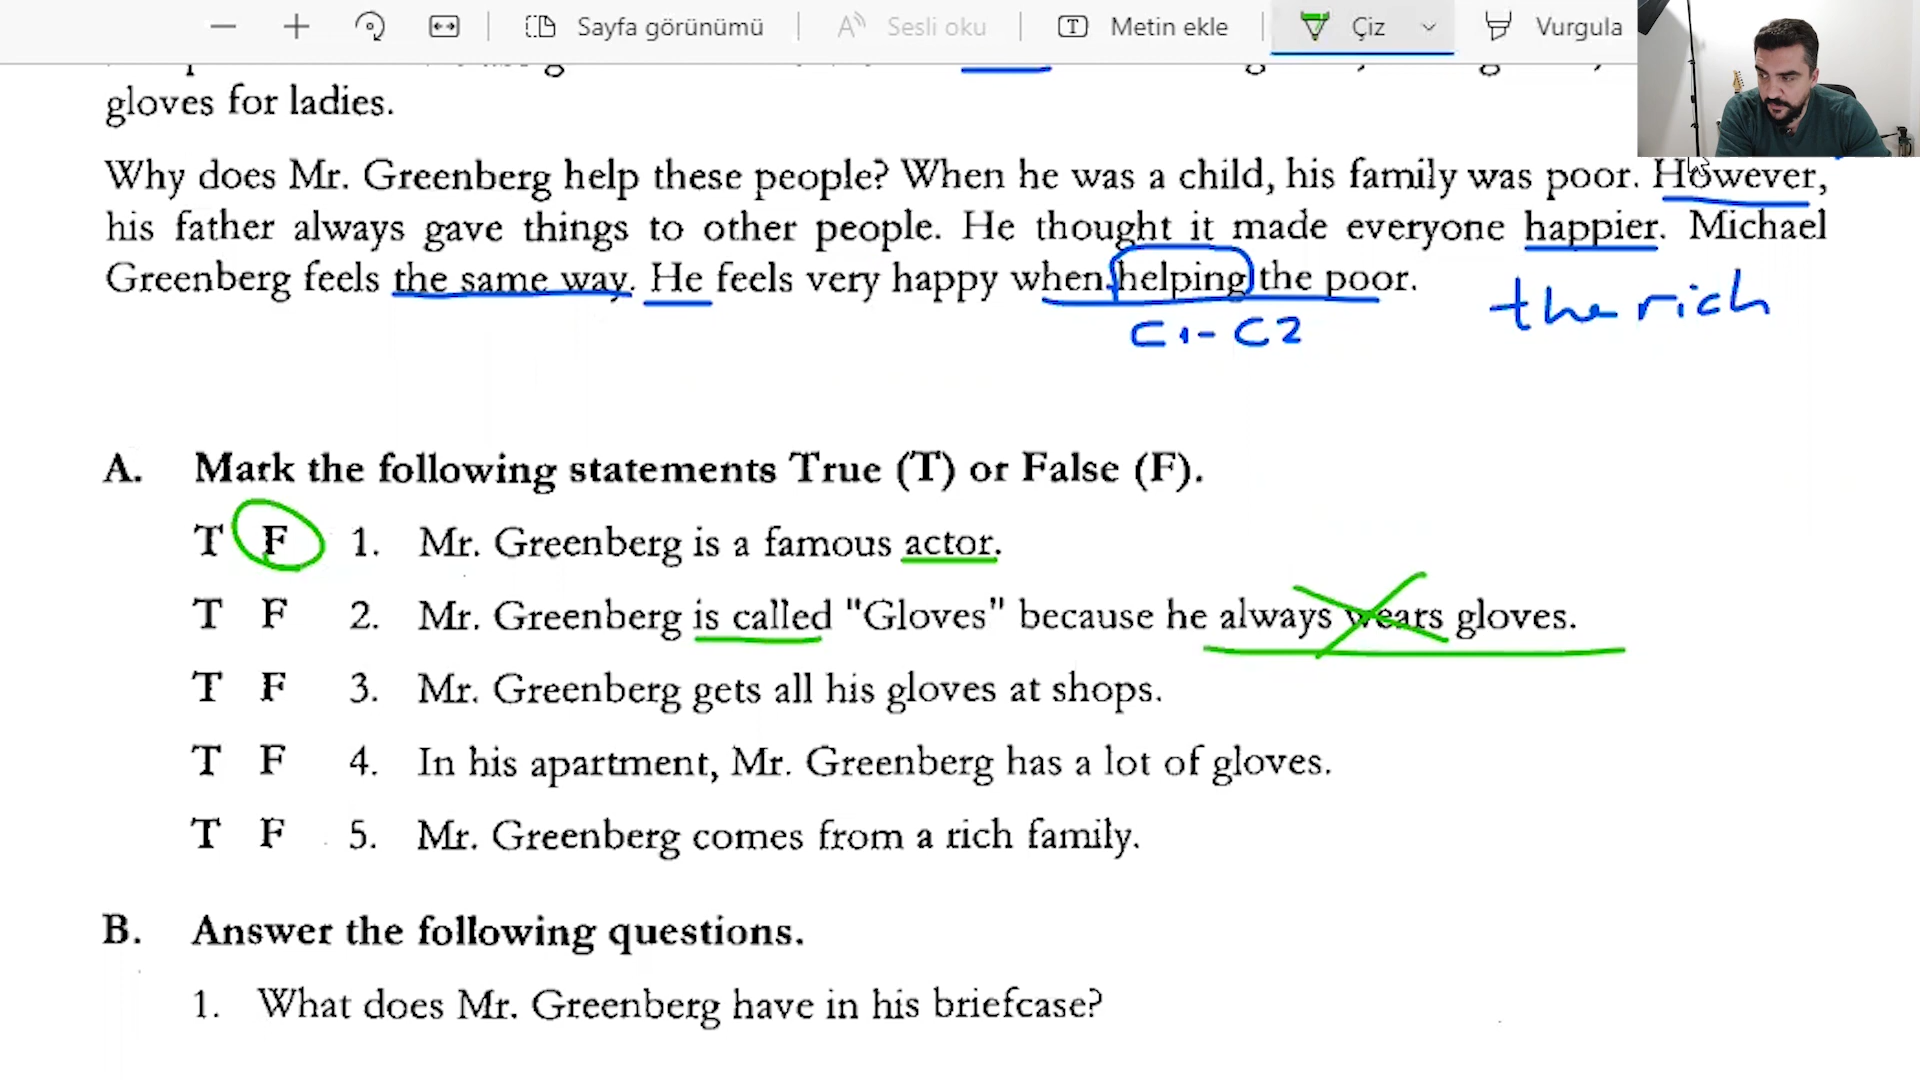 Sayfa görünümü Sesli oku Metin ekle Çiz Vurgula
gloves for ladies.
Why does Mr. Greenberg help these people? When he was a child, his family was poor. However,
his father always gave things to other people. He thought it made everyone happier. Michael
Greenberg feels the same way. He feels very happy when helping the poor.
the rich
C1-C2
A. Mark the following statements True (T) or False (F).
T F 1. Mr. Greenberg is a famous actor.
T F 2. Mr. Greenberg is called "Gloves" because he always wears gloves.
T F 3. Mr. Greenberg gets all his gloves at shops.
T F 4. In his apartment, Mr. Greenberg has a lot of gloves.
T F 5. Mr. Greenberg comes from a rich family.
B. Answer the following questions.
1. What does Mr. Greenberg have in his briefcase?